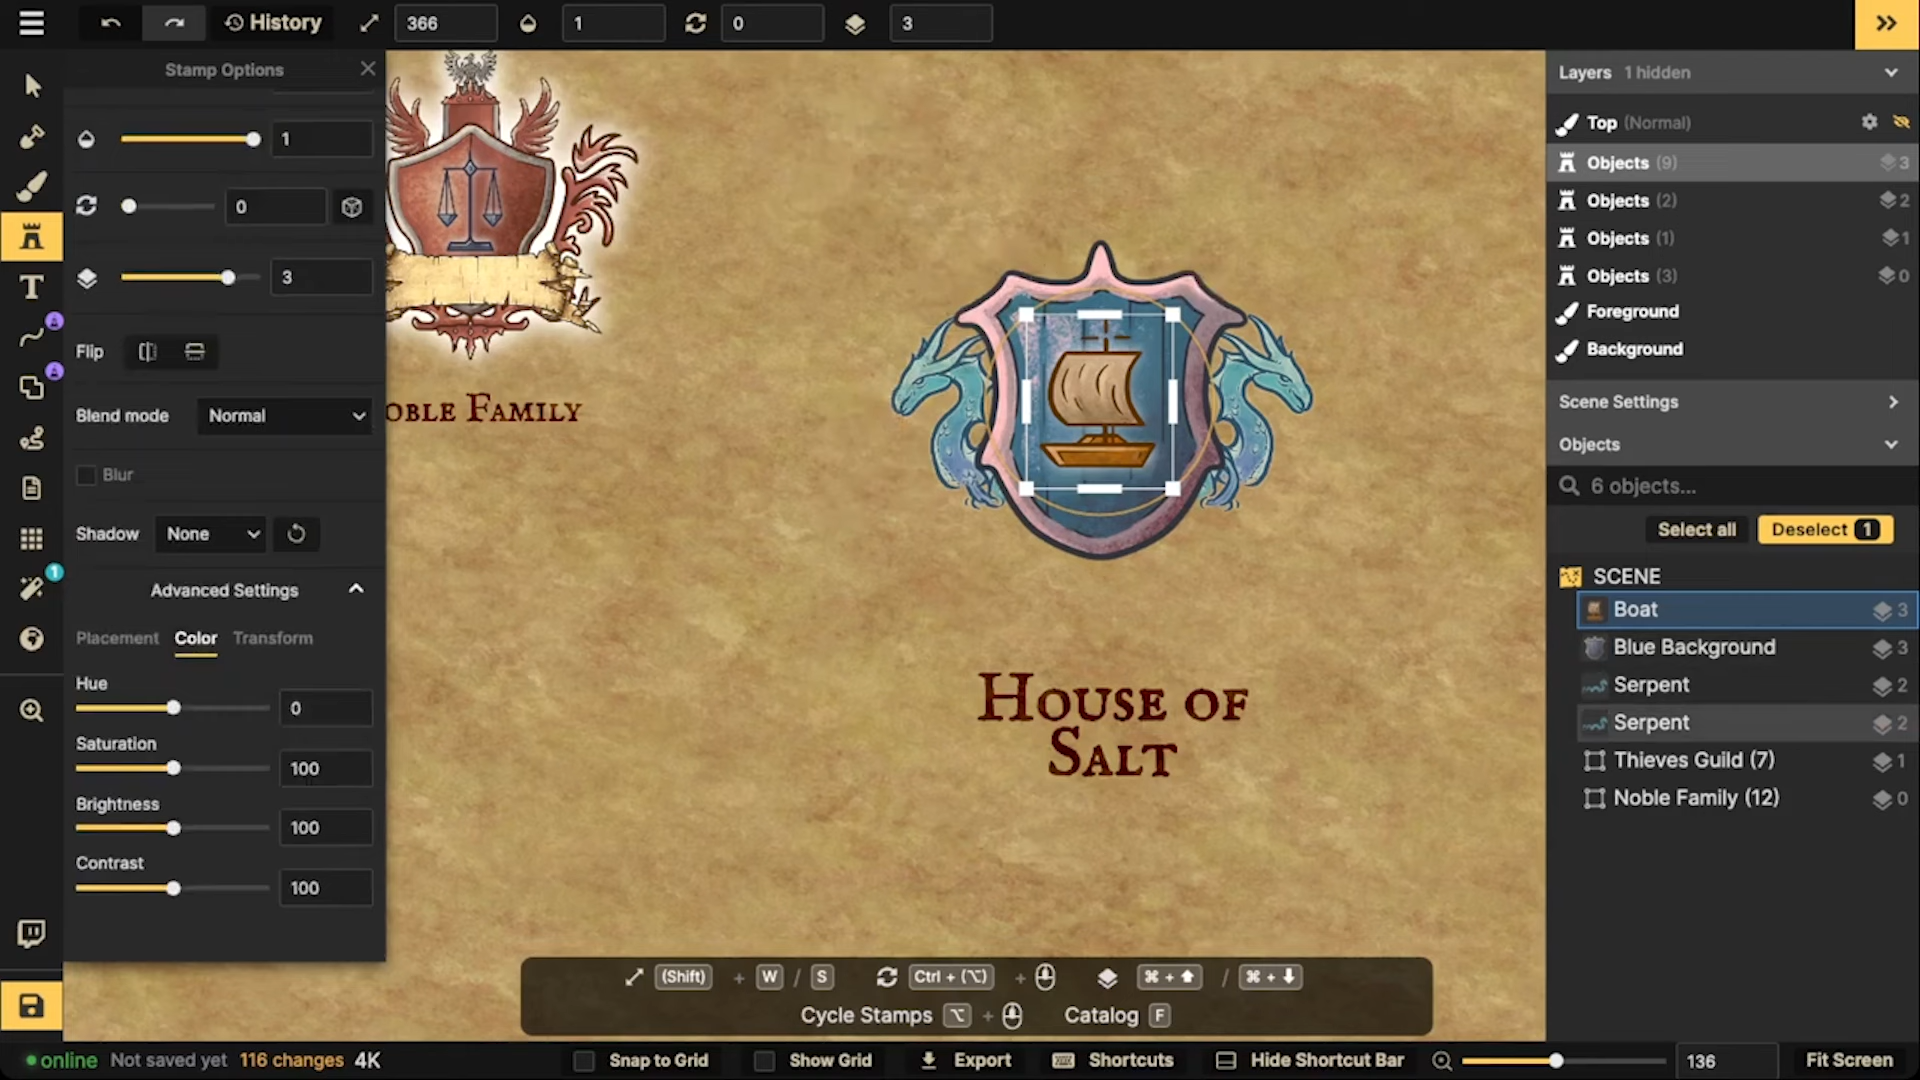 History
366
1
0
3
Stamp Options
1
0
3
Flip
Blend mode
Normal
Blur
Shadow
None
Advanced Settings
Placement
Color
Transform
Hue
0
Saturation
100
Brightness
100
Contrast
100
oble Family
House of
Salt
(Shift) + W / S
Ctrl + (⌥) +
⌘ + ⬆ / ⌘ + ⬇
Cycle Stamps ⌥ +
Catalog F
Layers 1 hidden
Top (Normal)
Objects (9) 3
Objects (2) 2
Objects (1) 1
Objects (3) 0
Foreground
Background
Scene Settings
Objects
6 objects...
Select all
Deselect 1
SCENE
Boat 3
Blue Background 3
Serpent 2
Serpent 2
Thieves Guild (7) 1
Noble Family (12) 0
1
online
Not saved yet
116 changes
4K
Snap to Grid
Show Grid
Export
Shortcuts
Hide Shortcut Bar
136
Fit Screen